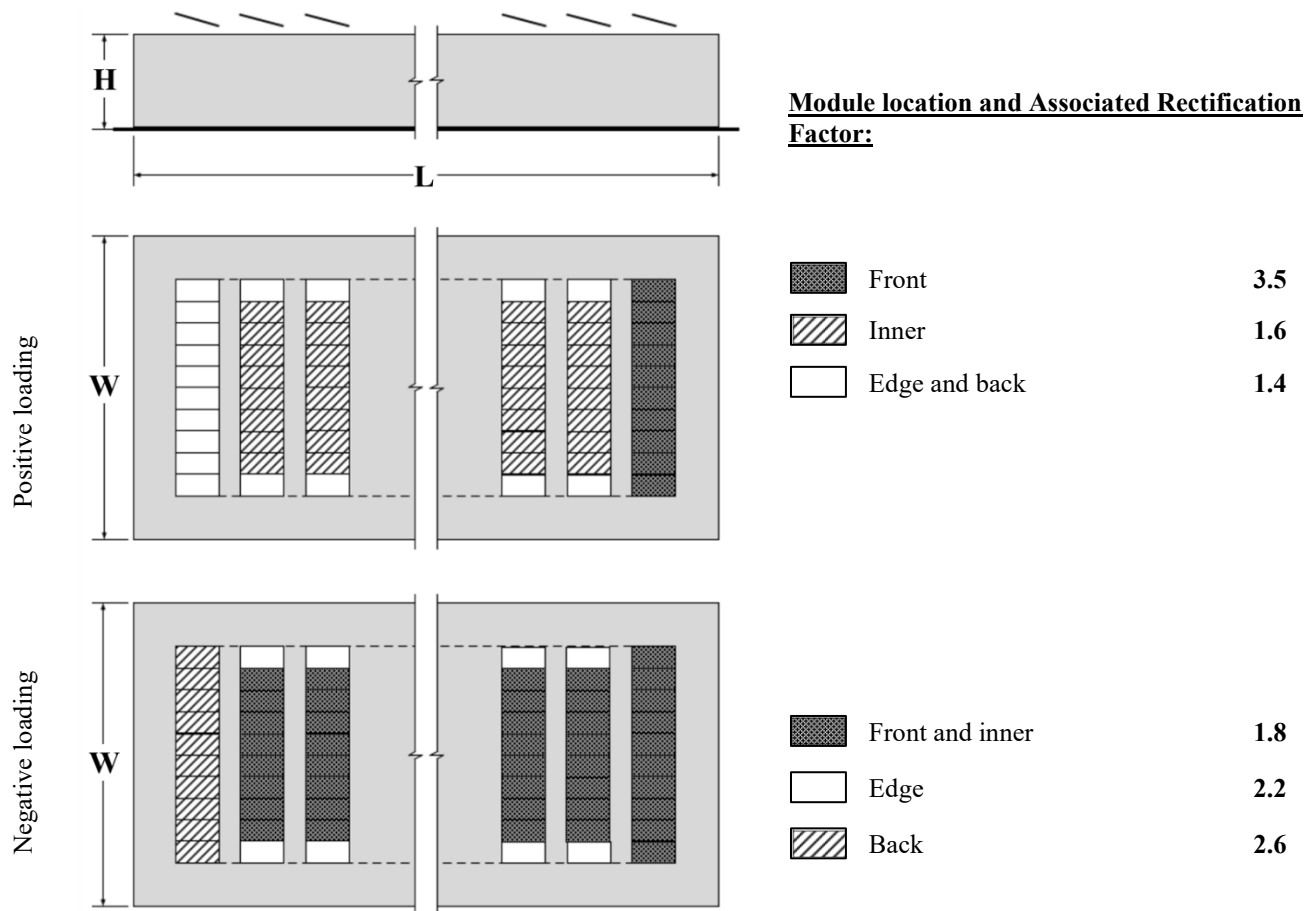 H
L
Module location and Associated Rectification
Factor:
Positive loading
W
Front 3.5
Inner 1.6
Edge and back 1.4
Negative loading
W
Front and inner 1.8
Edge 2.2
Back 2.6